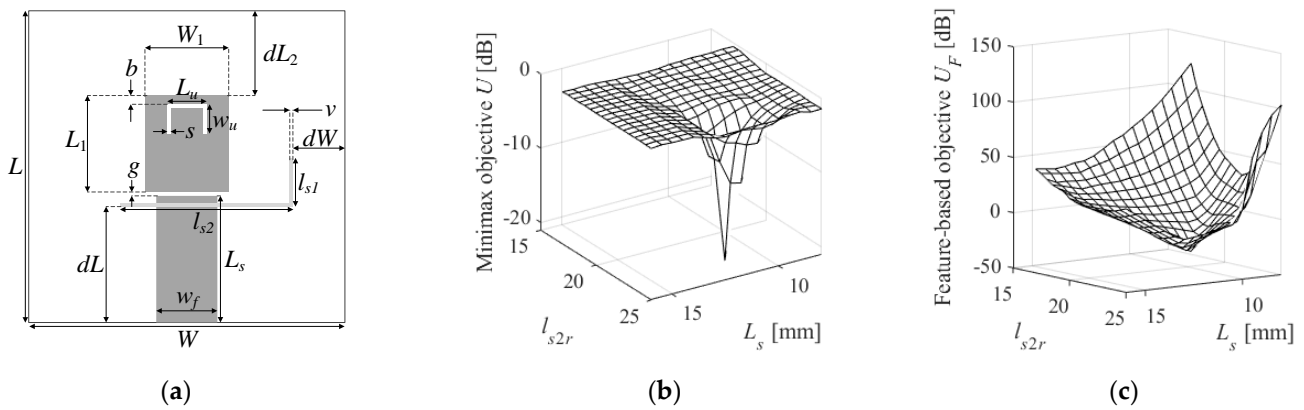 W₁
dL₂
b
Lᵤ
v
s
wᵤ
dW
L₁
L
g
lₛ₁
lₛ₂
dL
Lₛ
w_f
W
(a)
Minimax objective U [dB]
0
-10
-20
15
20
25
lₛ₂ᵣ
15
10
Lₛ [mm]
(b)
Feature-based objective U_F [dB]
150
100
50
0
-50
15
20
25
lₛ₂ᵣ
15
10
Lₛ [mm]
(c)